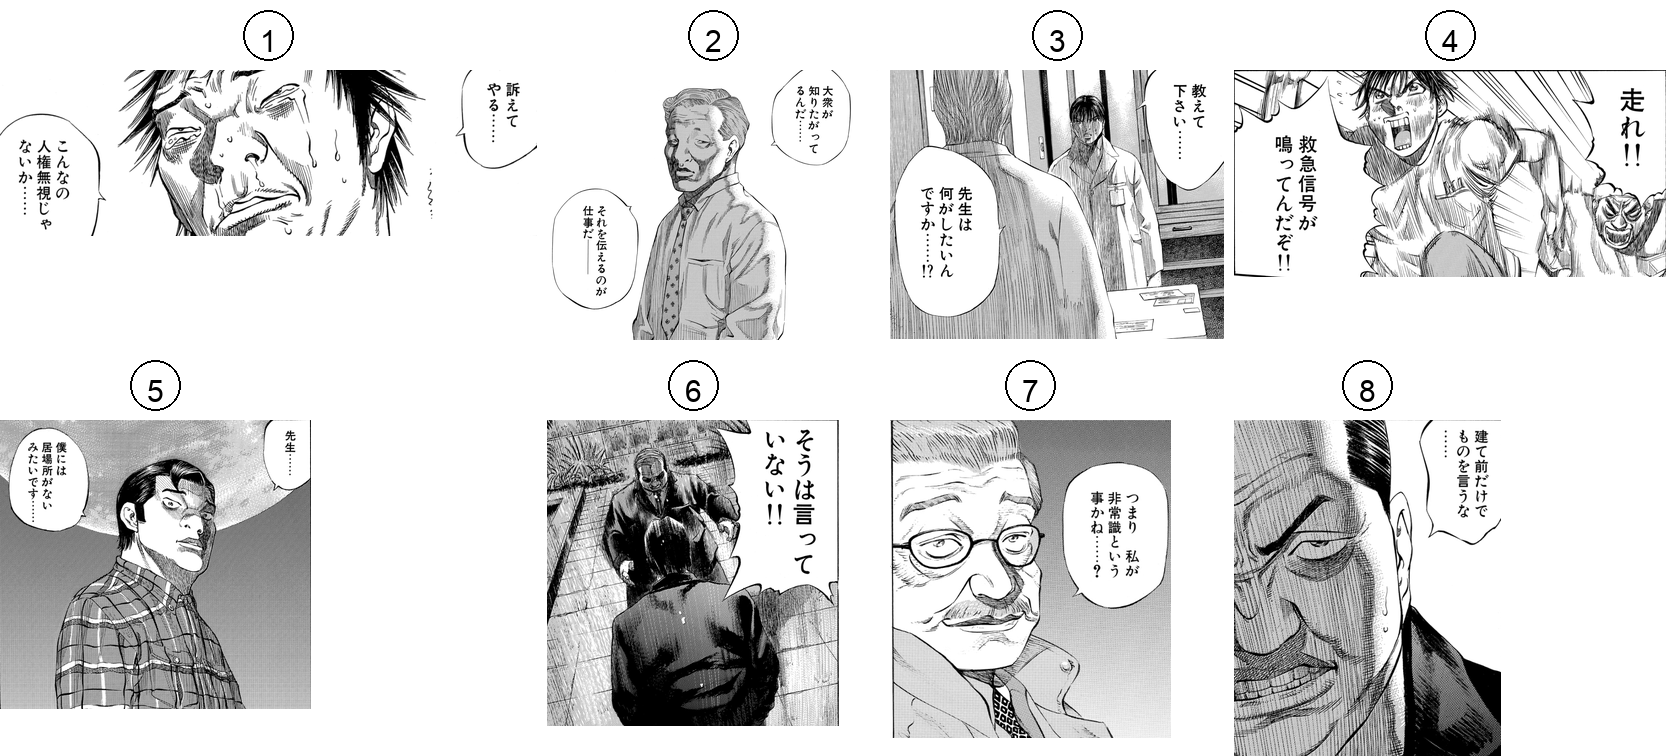 1
訴えて
やる……
こんなの
人権無視じゃ
ないか……
2
大衆が
知りたがって
るんだ……
それを伝えるのが
仕事だ――
3
教えて
下さい……
先生は
何がしたいん
ですか……!?
4
走れ!!
救急信号が
鳴ってんだぞ!!
5
先生……
僕には
居場所がない
みたいです……
6
そうは言って
いない!!
7
つまり 私が
非常識という
事かね……?
8
建て前だけで
ものを言うな
……